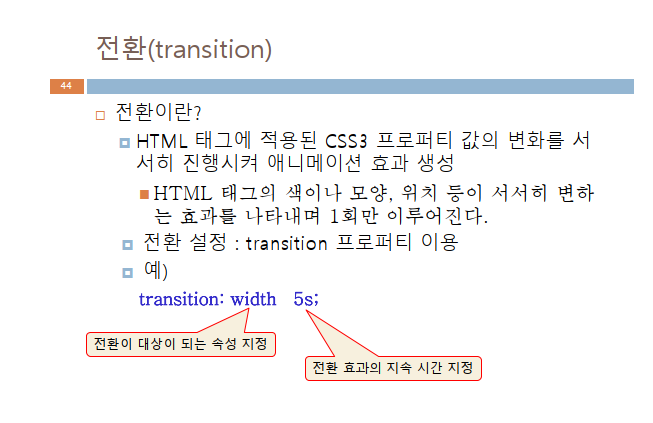 전환(transition)
44
전환이란?
HTML 태그에 적용된 CSS3 프로퍼티 값의 변화를 서
서히 진행시켜 애니메이션 효과 생성
HTML 태그의 색이나 모양, 위치 등이 서서히 변하
는 효과를 나타내며 1회만 이루어진다.
전환 설정 : transition 프로퍼티 이용
예)
transition: width 5s;
전환이 대상이 되는 속성 지정
전환 효과의 지속 시간 지정